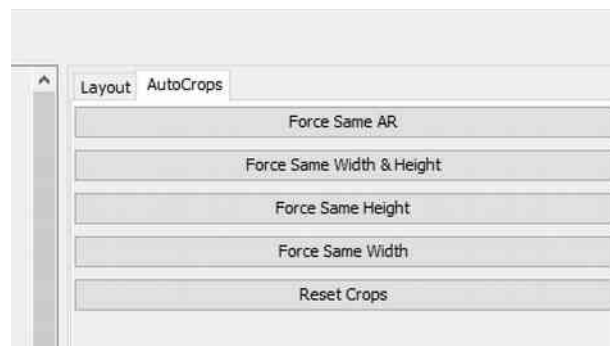 Layout AutoCrops
Force Same AR
Force Same Width & Height
Force Same Height
Force Same Width
Reset Crops